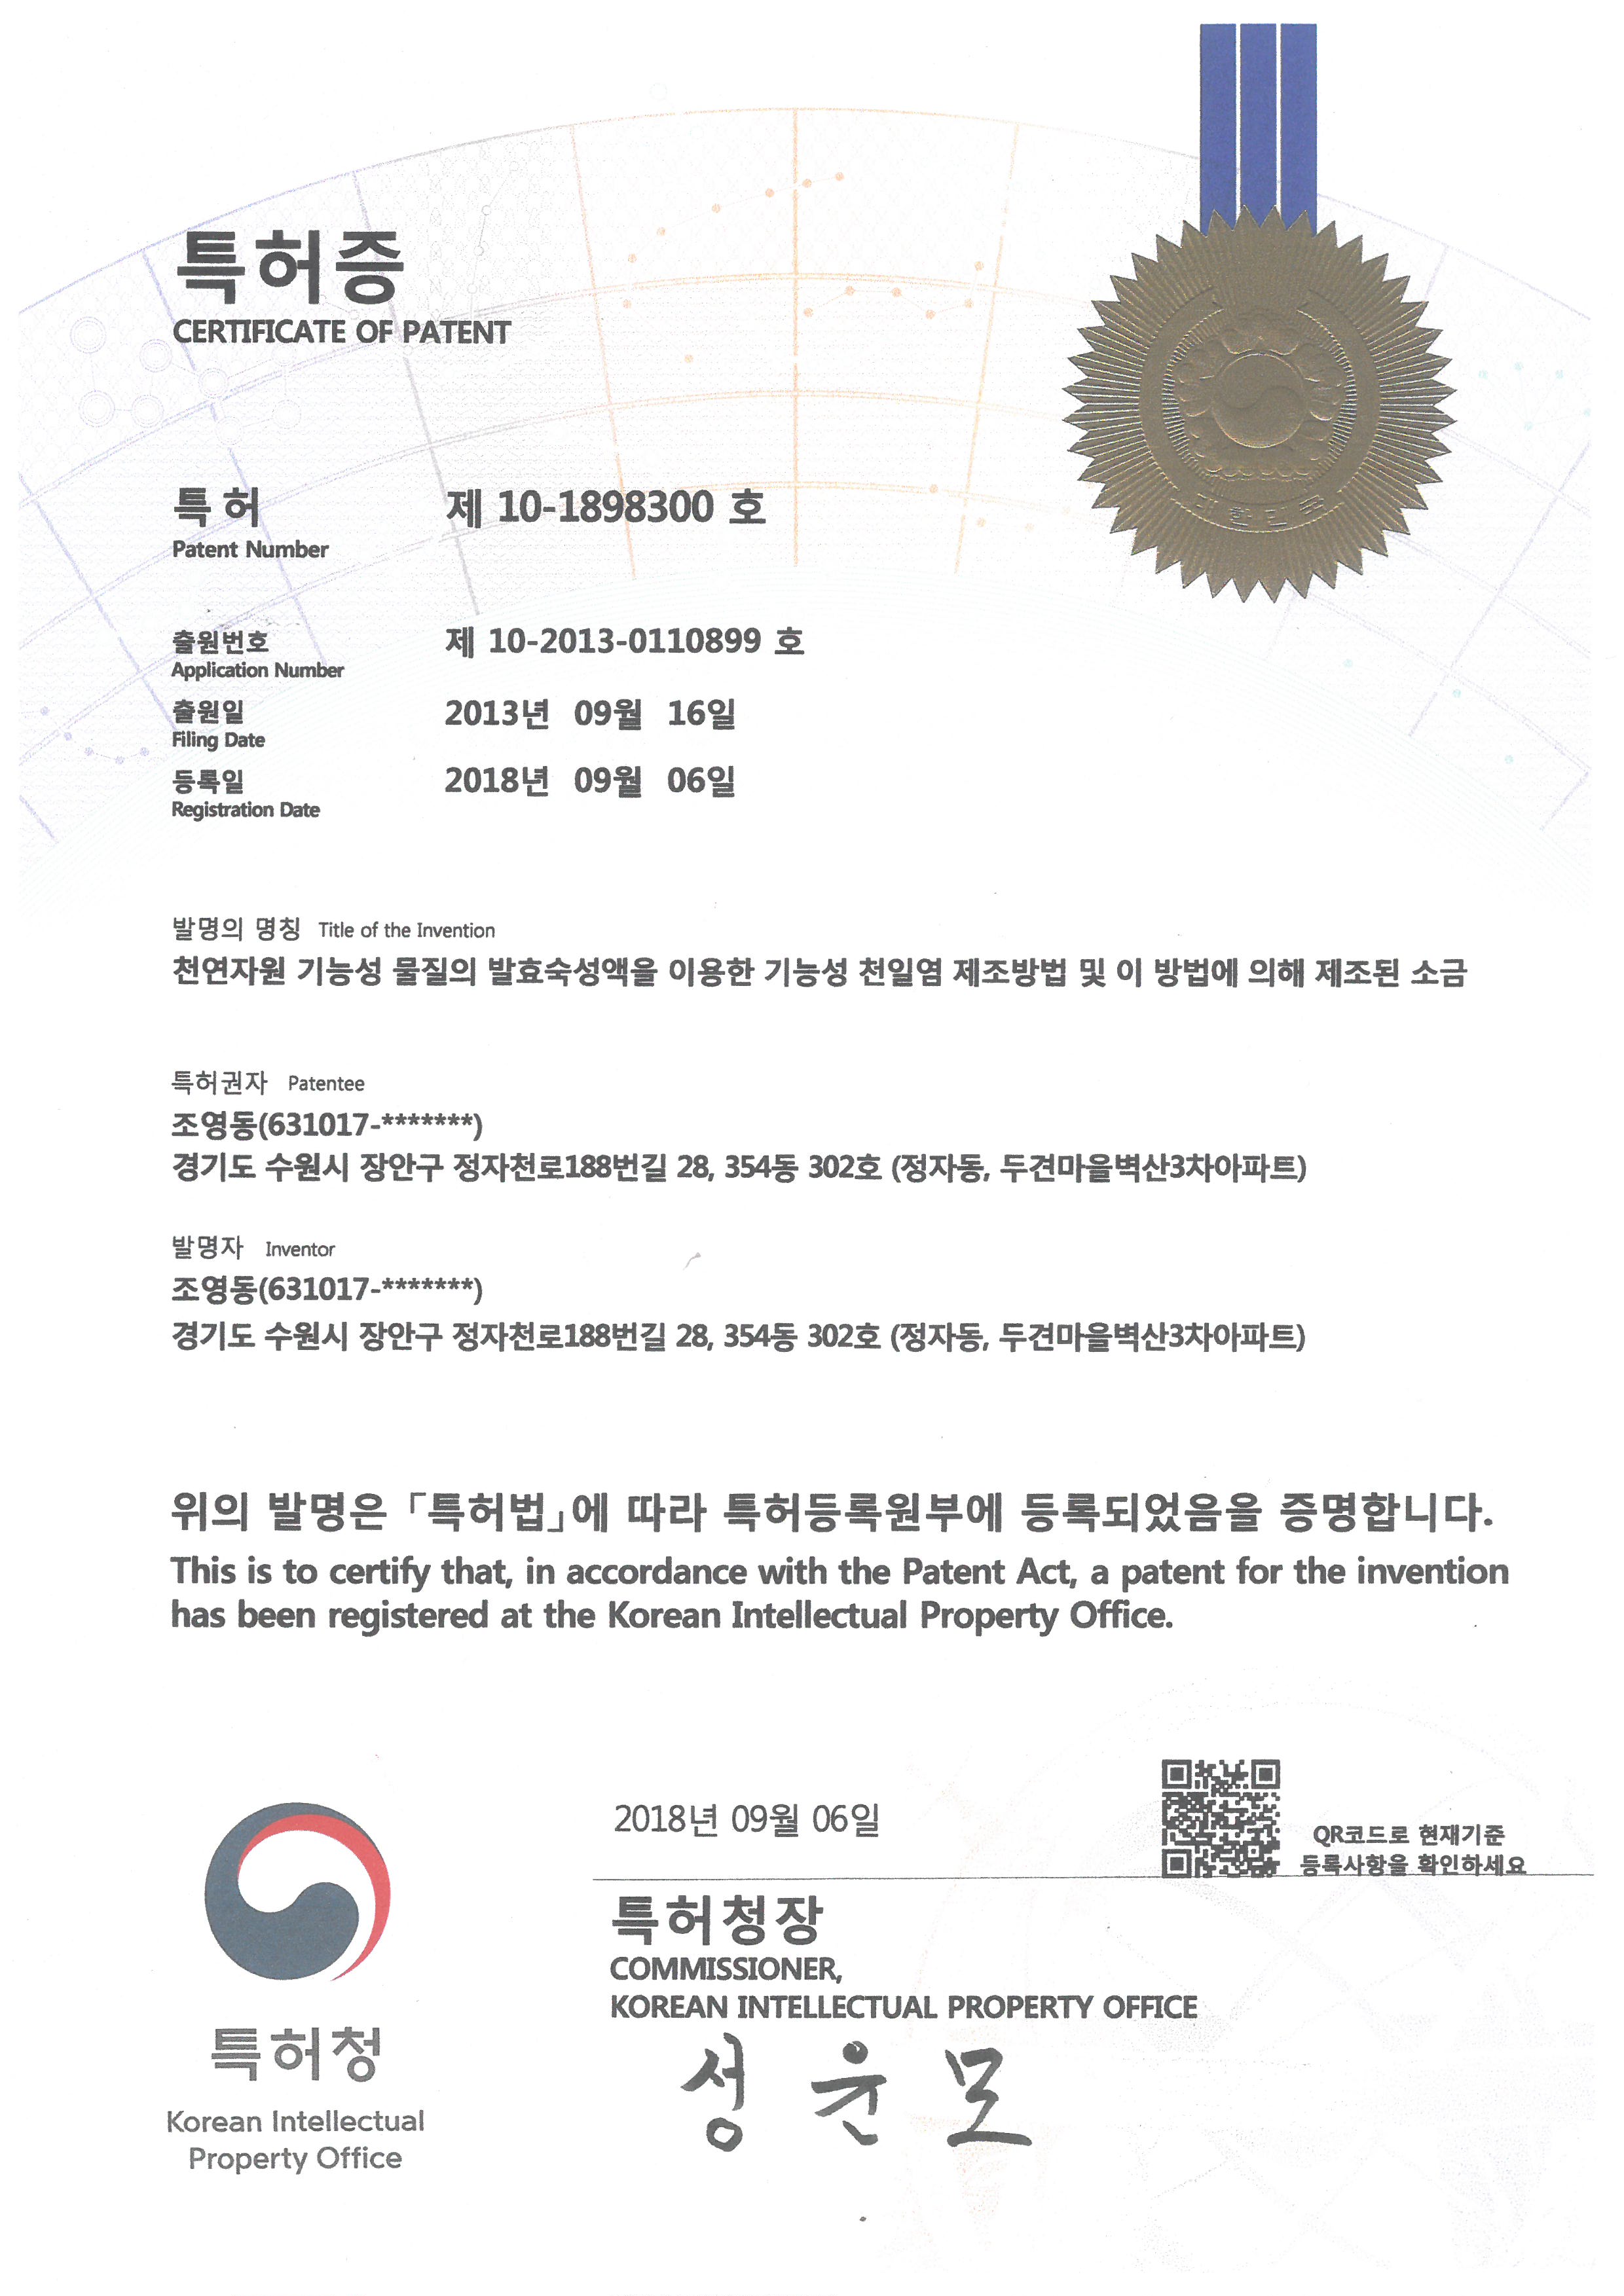 특허증
CERTIFICATE OF PATENT
특 허 제 10-1898300 호
Patent Number
출원번호 제 10-2013-0110899 호
Application Number
출원일 2013년 09월 16일
Filing Date
등록일 2018년 09월 06일
Registration Date
발명의 명칭 Title of the Invention
천연자원 기능성 물질의 발효숙성액을 이용한 기능성 천일염 제조방법 및 이 방법에 의해 제조된 소금
특허권자 Patentee
조영동(631017-*******)
경기도 수원시 장안구 정자천로188번길 28, 354동 302호 (정자동, 두견마을벽산3차아파트)
발명자 Inventor
조영동(631017-*******)
경기도 수원시 장안구 정자천로188번길 28, 354동 302호 (정자동, 두견마을벽산3차아파트)
위의 발명은 「특허법」에 따라 특허등록원부에 등록되었음을 증명합니다.
This is to certify that, in accordance with the Patent Act, a patent for the invention
has been registered at the Korean Intellectual Property Office.
2018년 09월 06일
QR코드로 현재기준
등록사항을 확인하세요
특허청장
COMMISSIONER,
KOREAN INTELLECTUAL PROPERTY OFFICE
성 윤 모
특허청
Korean Intellectual
Property Office
대한민국